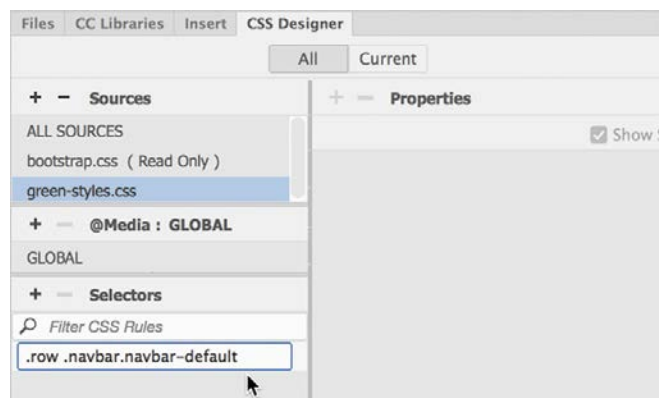 Files CC Libraries Insert CSS Designer
All Current
+ - Sources
ALL SOURCES
bootstrap.css ( Read Only )
green-styles.css
+ - @Media : GLOBAL
GLOBAL
+ - Selectors
Filter CSS Rules
.row .navbar.navbar-default
+ - Properties
Show